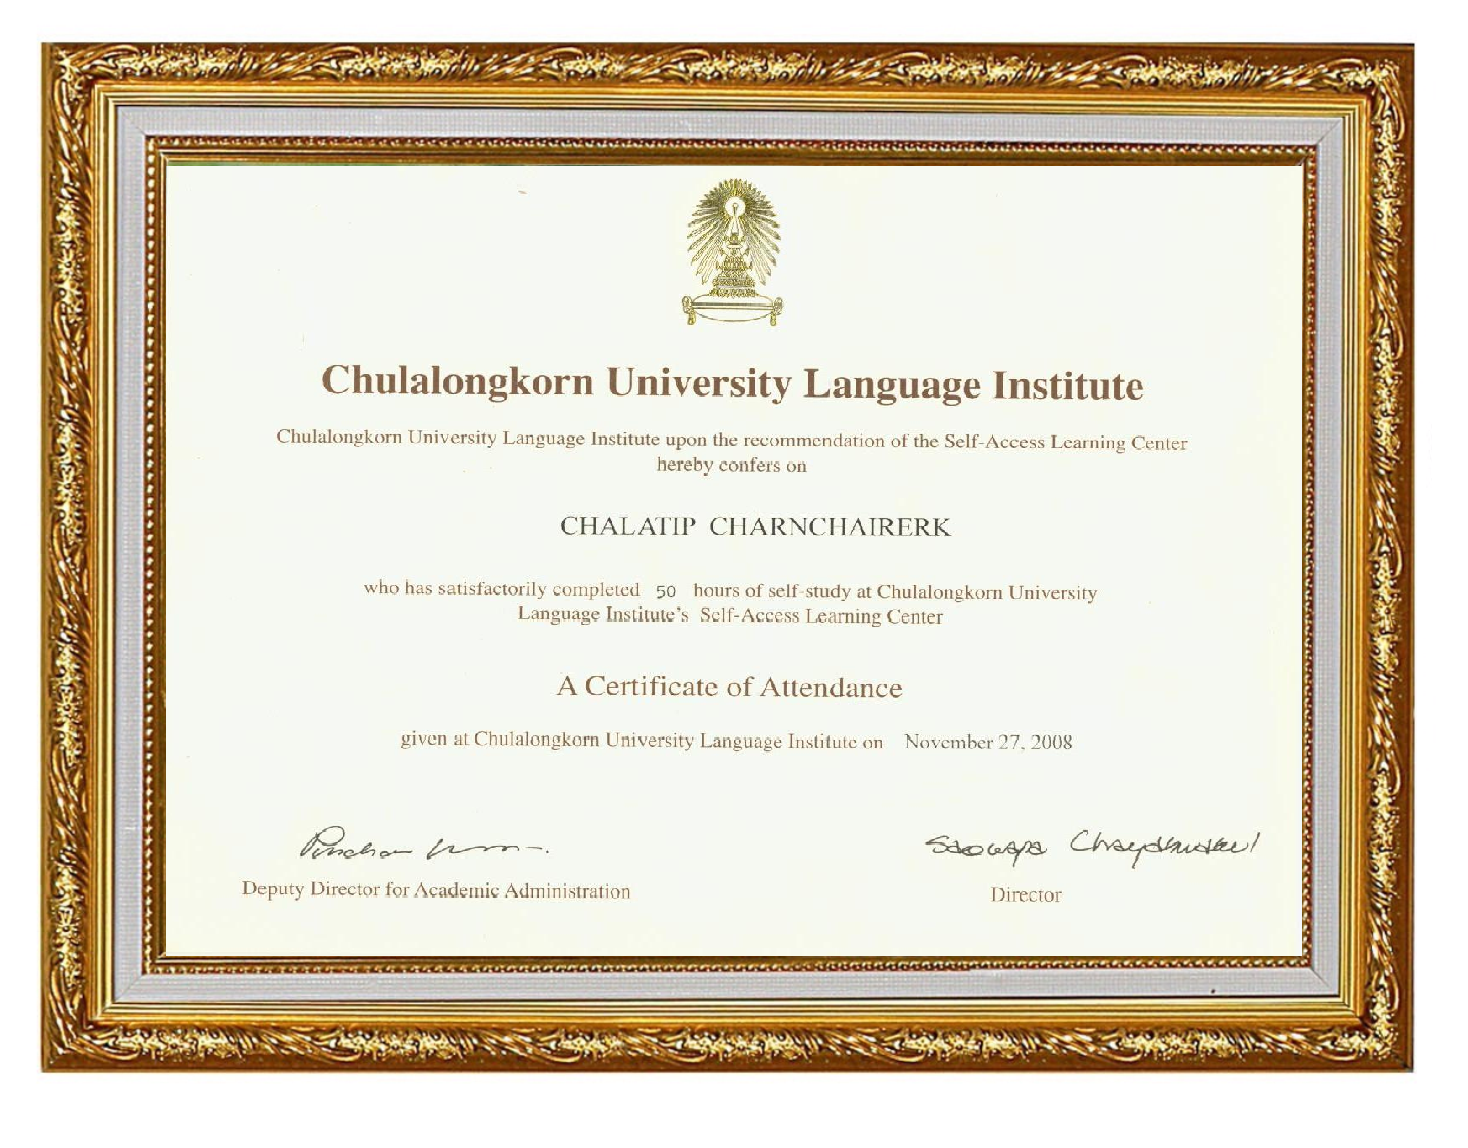 Chulalongkorn University Language Institute
Chulalongkorn University Language Institute upon the recommendation of the Self-Access Learning Center
hereby confers on
CHALATIP CHARNCHAIRERK
who has satisfactorily completed 50 hours of self-study at Chulalongkorn University
Language Institute's Self-Access Learning Center
A Certificate of Attendance
given at Chulalongkorn University Language Institute on November 27, 2008
Deputy Director for Academic Administration
Director